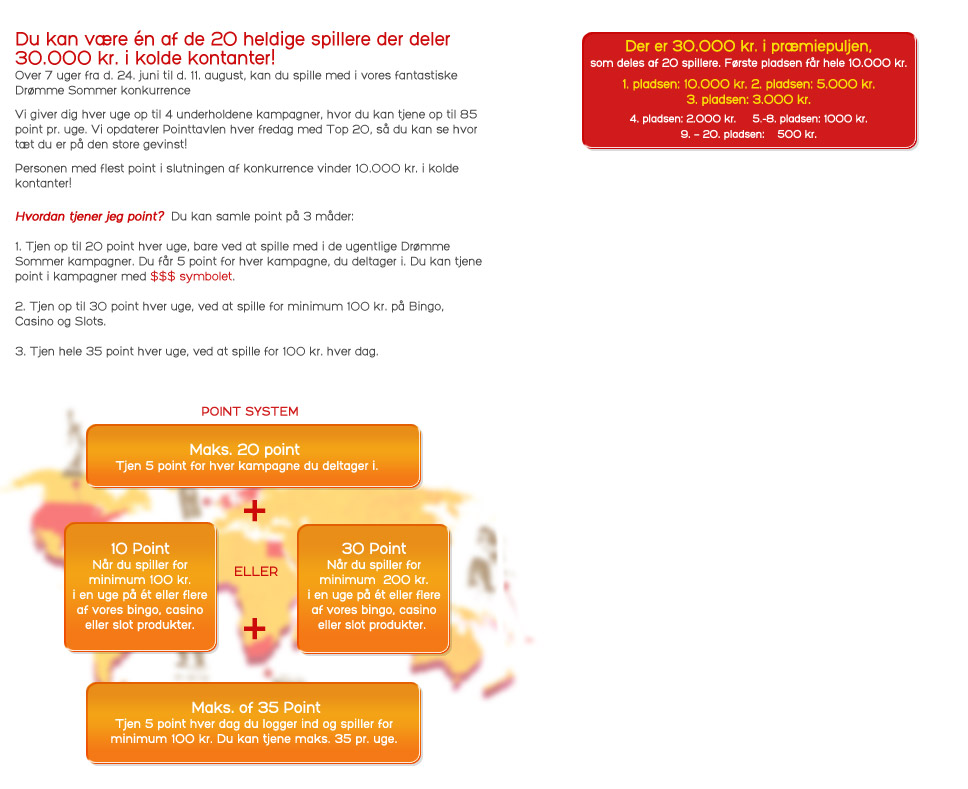 Du kan være én af de 20 heldige spillere der deler
30.000 kr. i kolde kontanter!
Over 7 uger fra d. 24. juni til d. 11. august, kan du spille med i vores fantastiske
Drømme Sommer konkurrence
Vi giver dig hver uge op til 4 underholdene kampagner, hvor du kan tjene op til 85
point pr. uge. Vi opdaterer Pointtavlen hver fredag med Top 20, så du kan se hvor
tæt du er på den store gevinst!
Personen med flest point i slutningen af konkurrence vinder 10.000 kr. i kolde
kontanter!
Hvordan tjener jeg point? Du kan samle point på 3 måder:
1. Tjen op til 20 point hver uge, bare ved at spille med i de ugentlige Drømme
Sommer kampagner. Du får 5 point for hver kampagne, du deltager i. Du kan tjene
point i kampagner med $$$ symbolet.
2. Tjen op til 30 point hver uge, ved at spille for minimum 100 kr. på Bingo,
Casino og Slots.
3. Tjen hele 35 point hver uge, ved at spille for 100 kr. hver dag.
Der er 30.000 kr. i præmiepuljen,
som deles af 20 spillere. Første pladsen får hele 10.000 kr.
1. pladsen: 10.000 kr. 2. pladsen: 5.000 kr.
3. pladsen: 3.000 kr.
4. pladsen: 2.000 kr. 5.-8. pladsen: 1000 kr.
9. – 20. pladsen: 500 kr.
POINT SYSTEM
Maks. 20 point
Tjen 5 point for hver kampagne du deltager i.
+
10 Point
Når du spiller for
minimum 100 kr.
i en uge på ét eller flere
af vores bingo, casino
eller slot produkter.
ELLER
30 Point
Når du spiller for
minimum 200 kr.
i en uge på ét eller flere
af vores bingo, casino
eller slot produkter.
+
Maks. of 35 Point
Tjen 5 point hver dag du logger ind og spiller for
minimum 100 kr. Du kan tjene maks. 35 pr. uge.